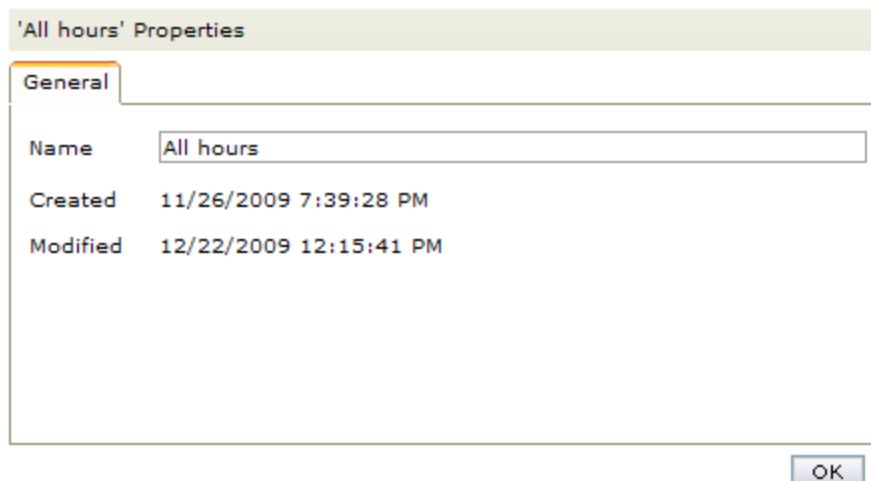 'All hours' Properties
General
Name All hours
Created 11/26/2009 7:39:28 PM
Modified 12/22/2009 12:15:41 PM
OK